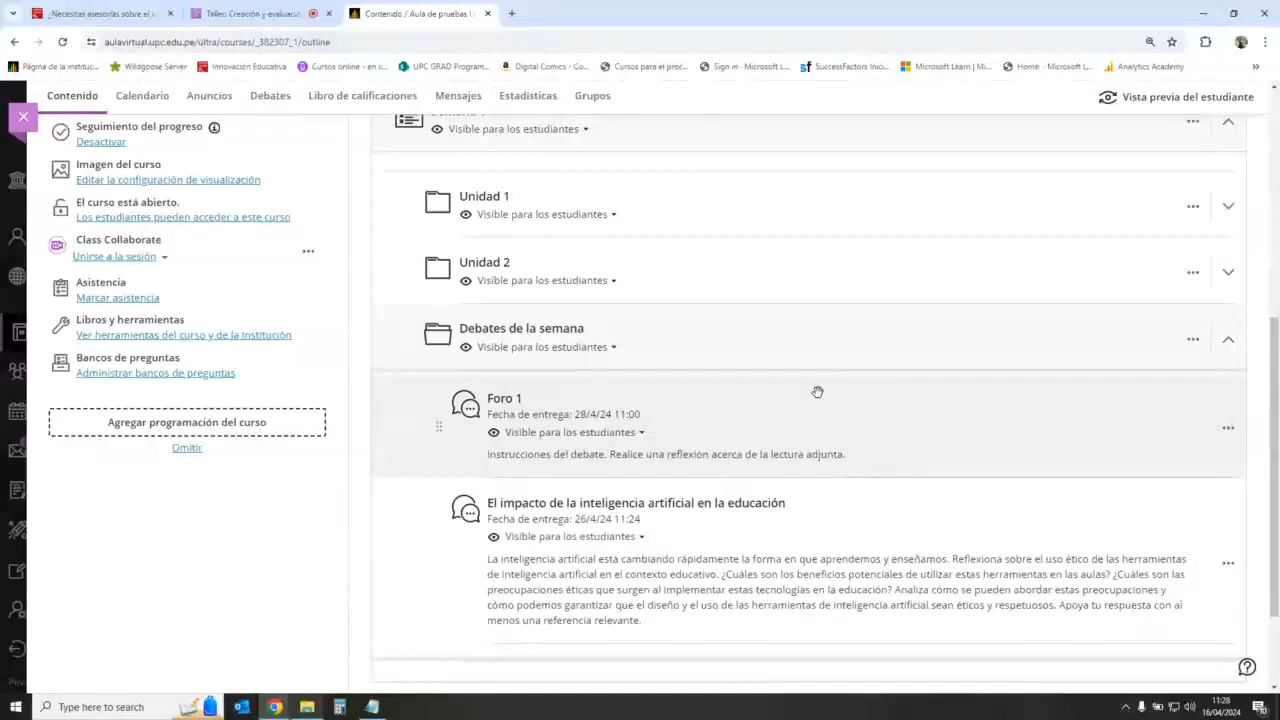 ¿Necesitas asesorías sobre el u
Taller: Creación y evaluació
Contenido / Aula de pruebas U
aulavirtual.upc.edu.pe/ultra/courses/_382307_1/outline
Página de la instituc...
Wildgoose Server
Innovación Educativa
Cursos online - en c...
UPC GRAD Program...
Digital Comics - Co...
Cursos para el proc...
Sign in - Microsoft L...
SuccessFactors Inic...
Microsoft Learn | Mi...
Home - Microsoft L...
Analytics Academy
Contenido
Calendario
Anuncios
Debates
Libro de calificaciones
Mensajes
Estadísticas
Grupos
Vista previa del estudiante
Seguimiento del progreso
Desactivar
Imagen del curso
Editar la configuración de visualización
El curso está abierto.
Los estudiantes pueden acceder a este curso
Class Collaborate
Unirse a la sesión
Asistencia
Marcar asistencia
Libros y herramientas
Ver herramientas del curso y de la Institución
Bancos de preguntas
Administrar bancos de preguntas
Agregar programación del curso
Omitir
Visible para los estudiantes
Unidad 1
Visible para los estudiantes
Unidad 2
Visible para los estudiantes
Debates de la semana
Visible para los estudiantes
Foro 1
Fecha de entrega: 28/4/24 11:00
Visible para los estudiantes
Instrucciones del debate. Realice una reflexión acerca de la lectura adjunta.
El impacto de la inteligencia artificial en la educación
Fecha de entrega: 26/4/24 11:24
Visible para los estudiantes
La inteligencia artificial está cambiando rápidamente la forma en que aprendemos y enseñamos. Reflexiona sobre el uso ético de las herramientas
de inteligencia artificial en el contexto educativo. ¿Cuáles son los beneficios potenciales de utilizar estas herramientas en las aulas? ¿Cuáles son las
preocupaciones éticas que surgen al implementar estas tecnologías en la educación? Analiza cómo se pueden abordar estas preocupaciones y
cómo podemos garantizar que el diseño y el uso de las herramientas de inteligencia artificial sean éticos y respetuosos. Apoya tu respuesta con al
menos una referencia relevante.
Type here to search
11:28
16/04/2024